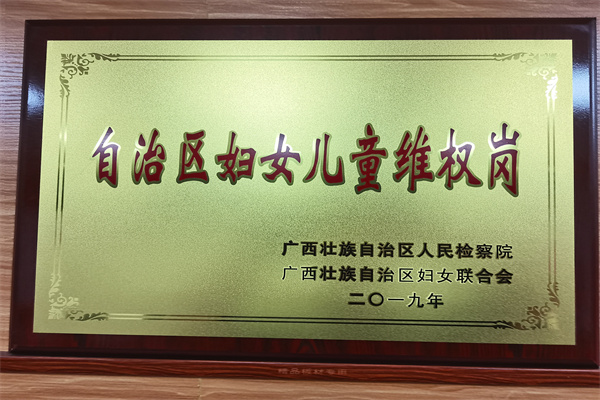 自治区妇女儿童维权岗
广西壮族自治区人民检察院
广西壮族自治区妇女联合会
二〇一九年